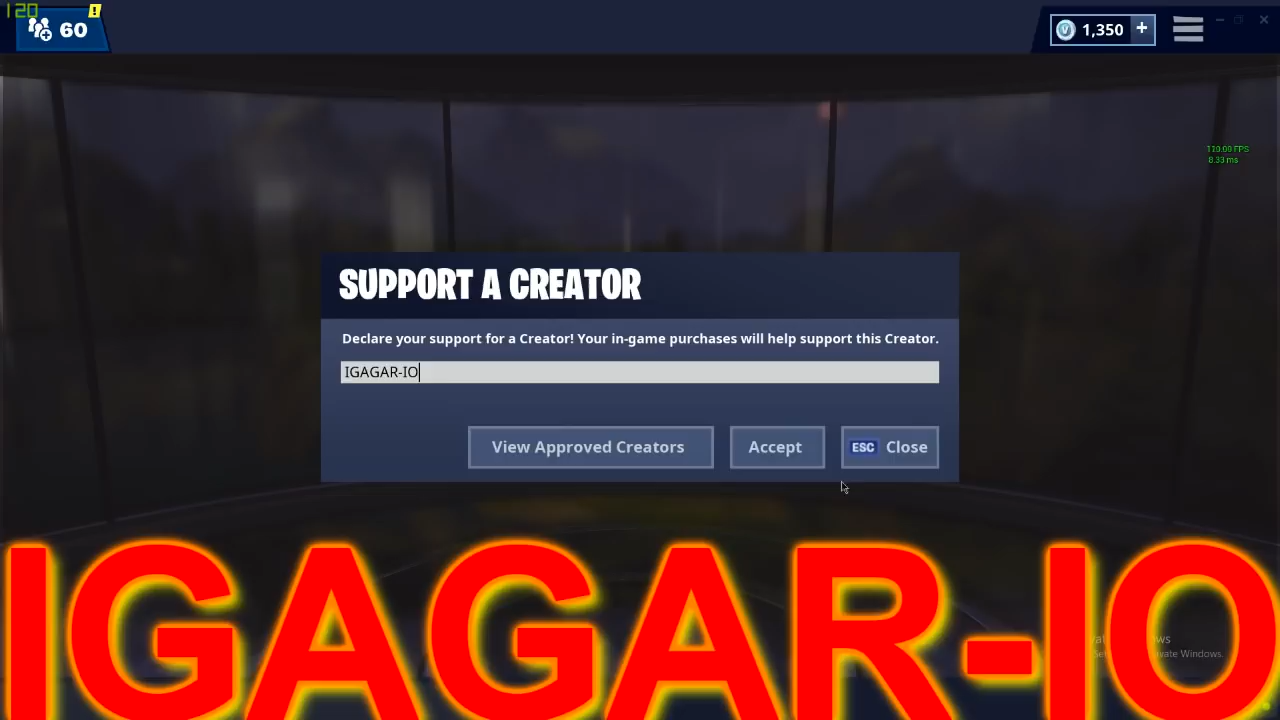 120
!
60
1,350 +
110.00 FPS
8.33 ms
SUPPORT A CREATOR
Declare your support for a Creator! Your in-game purchases will help support this Creator.
IGAGAR-IO
View Approved Creators
Accept
ESC Close
IGAGAR-IO